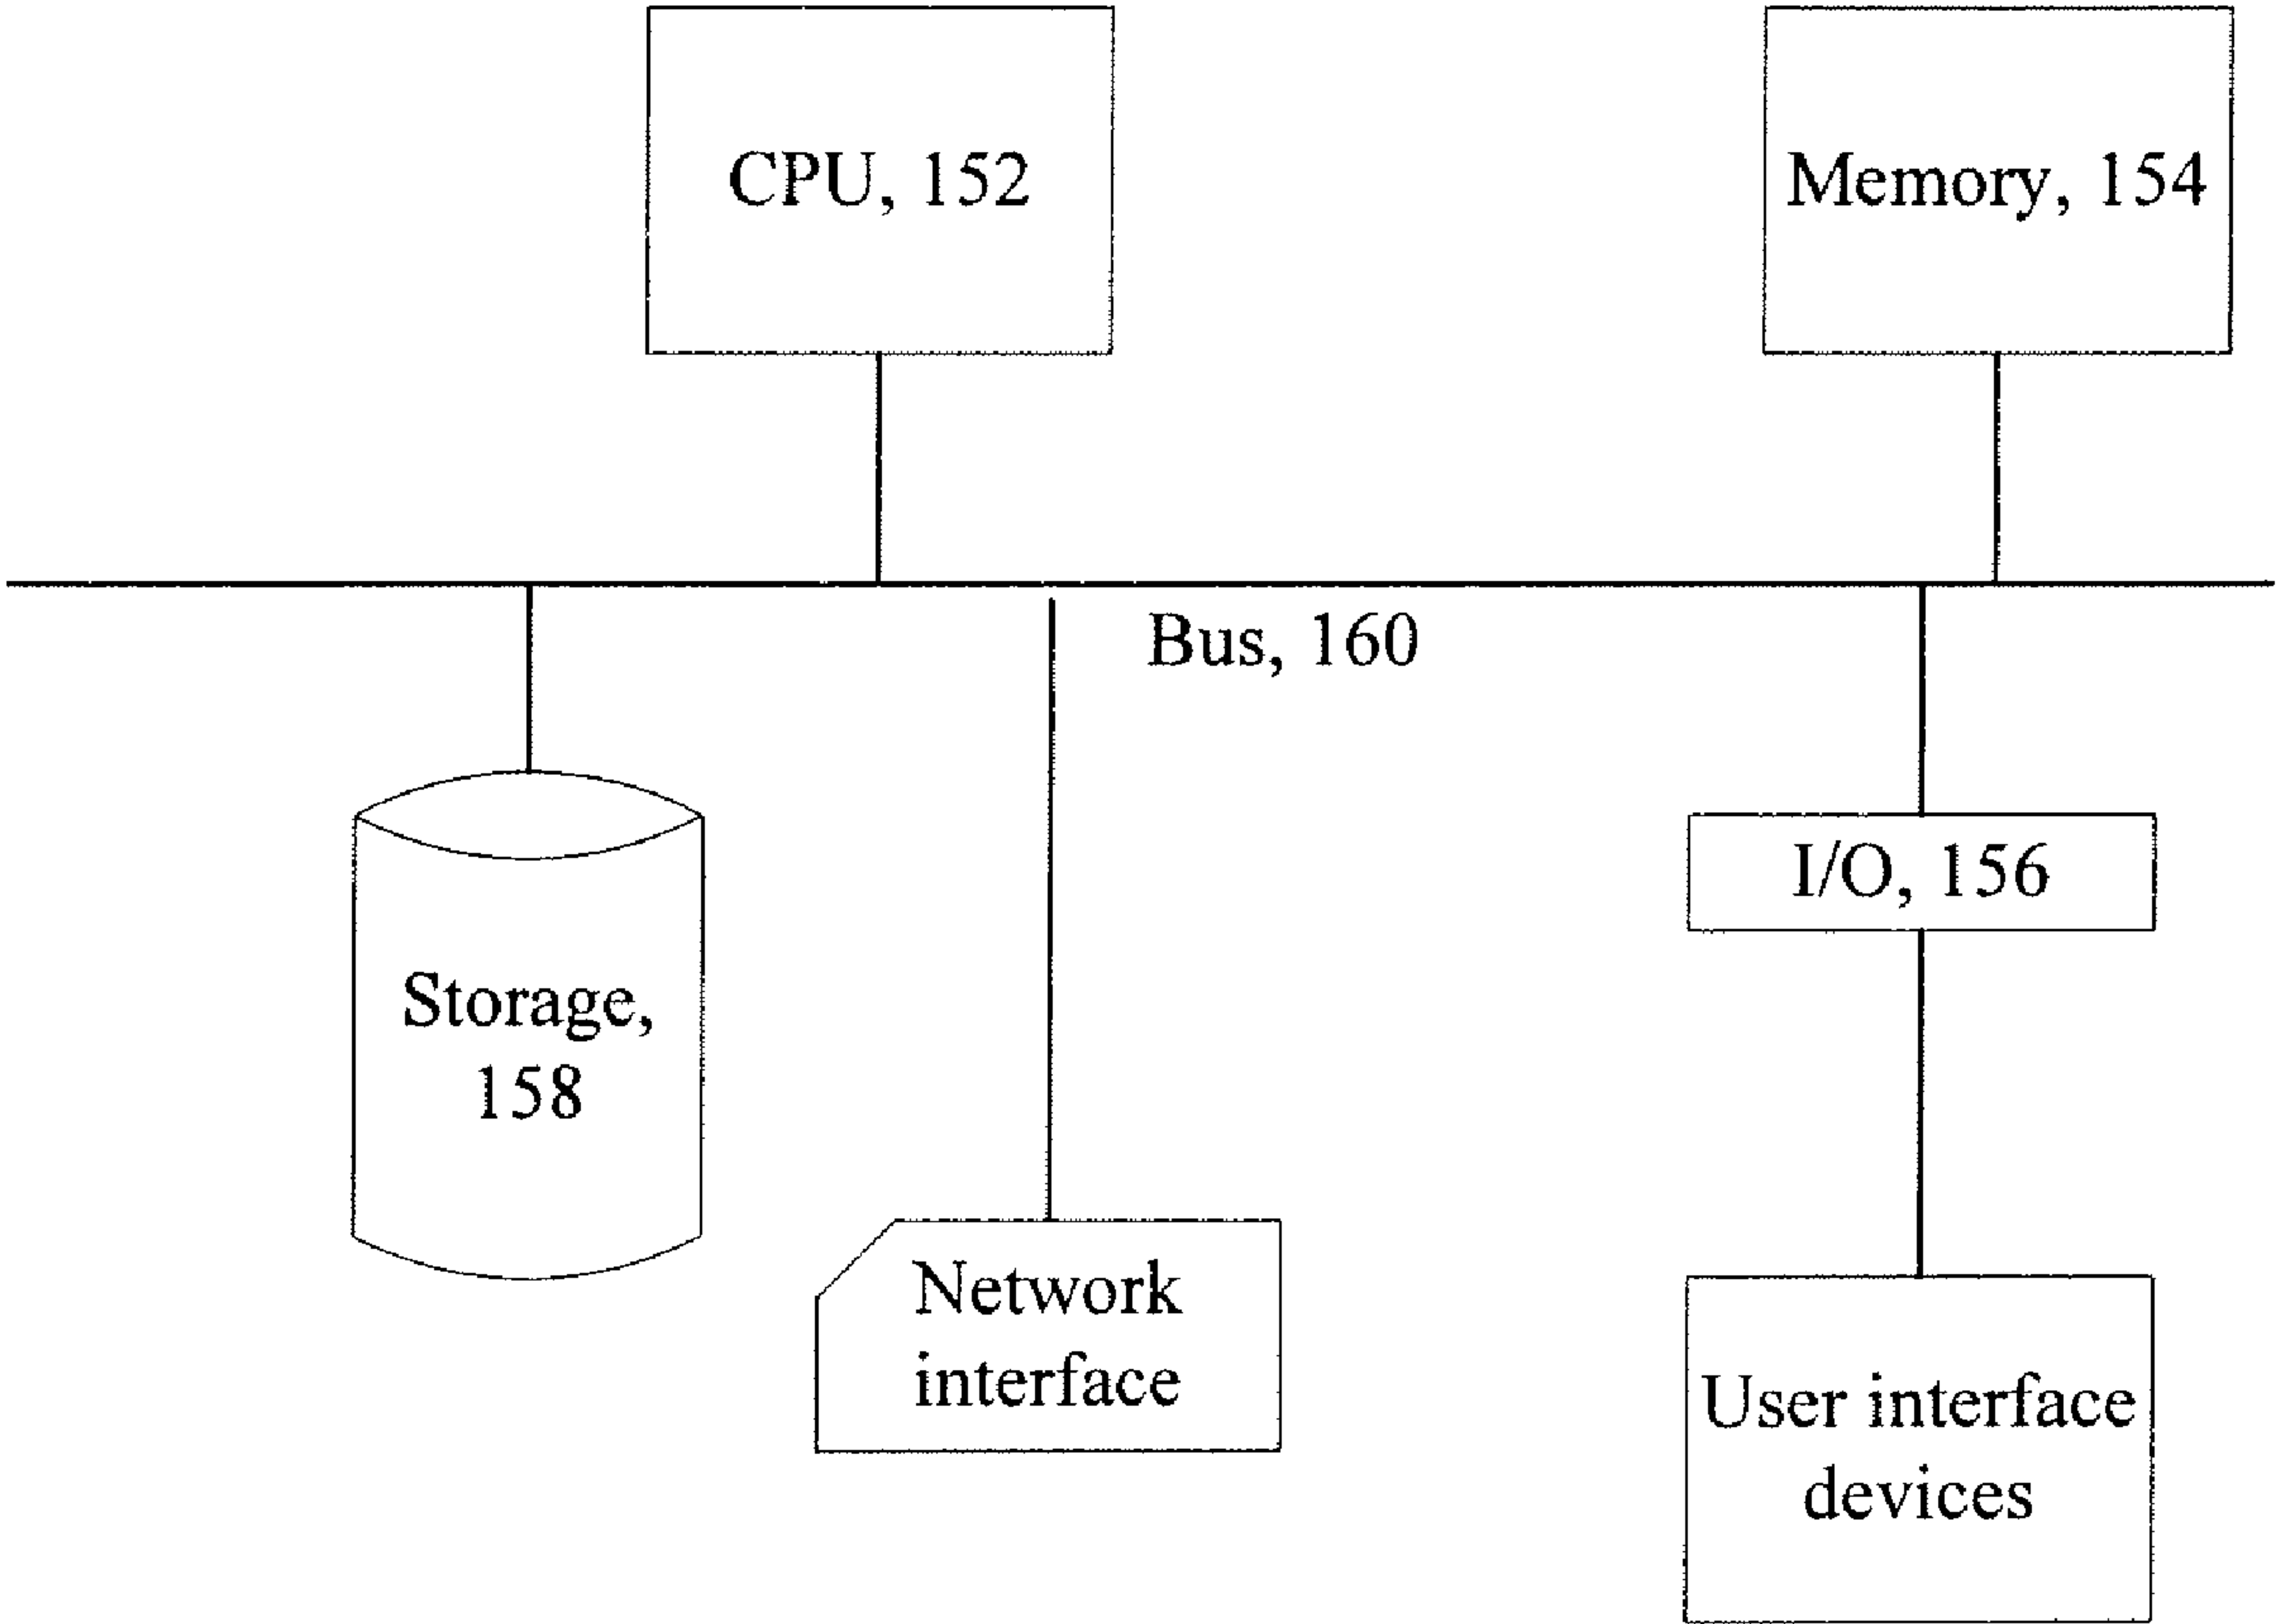 CPU, 152
Memory, 154
Bus, 160
I/O, 156
Storage,
158
Network
interface
User interface
devices